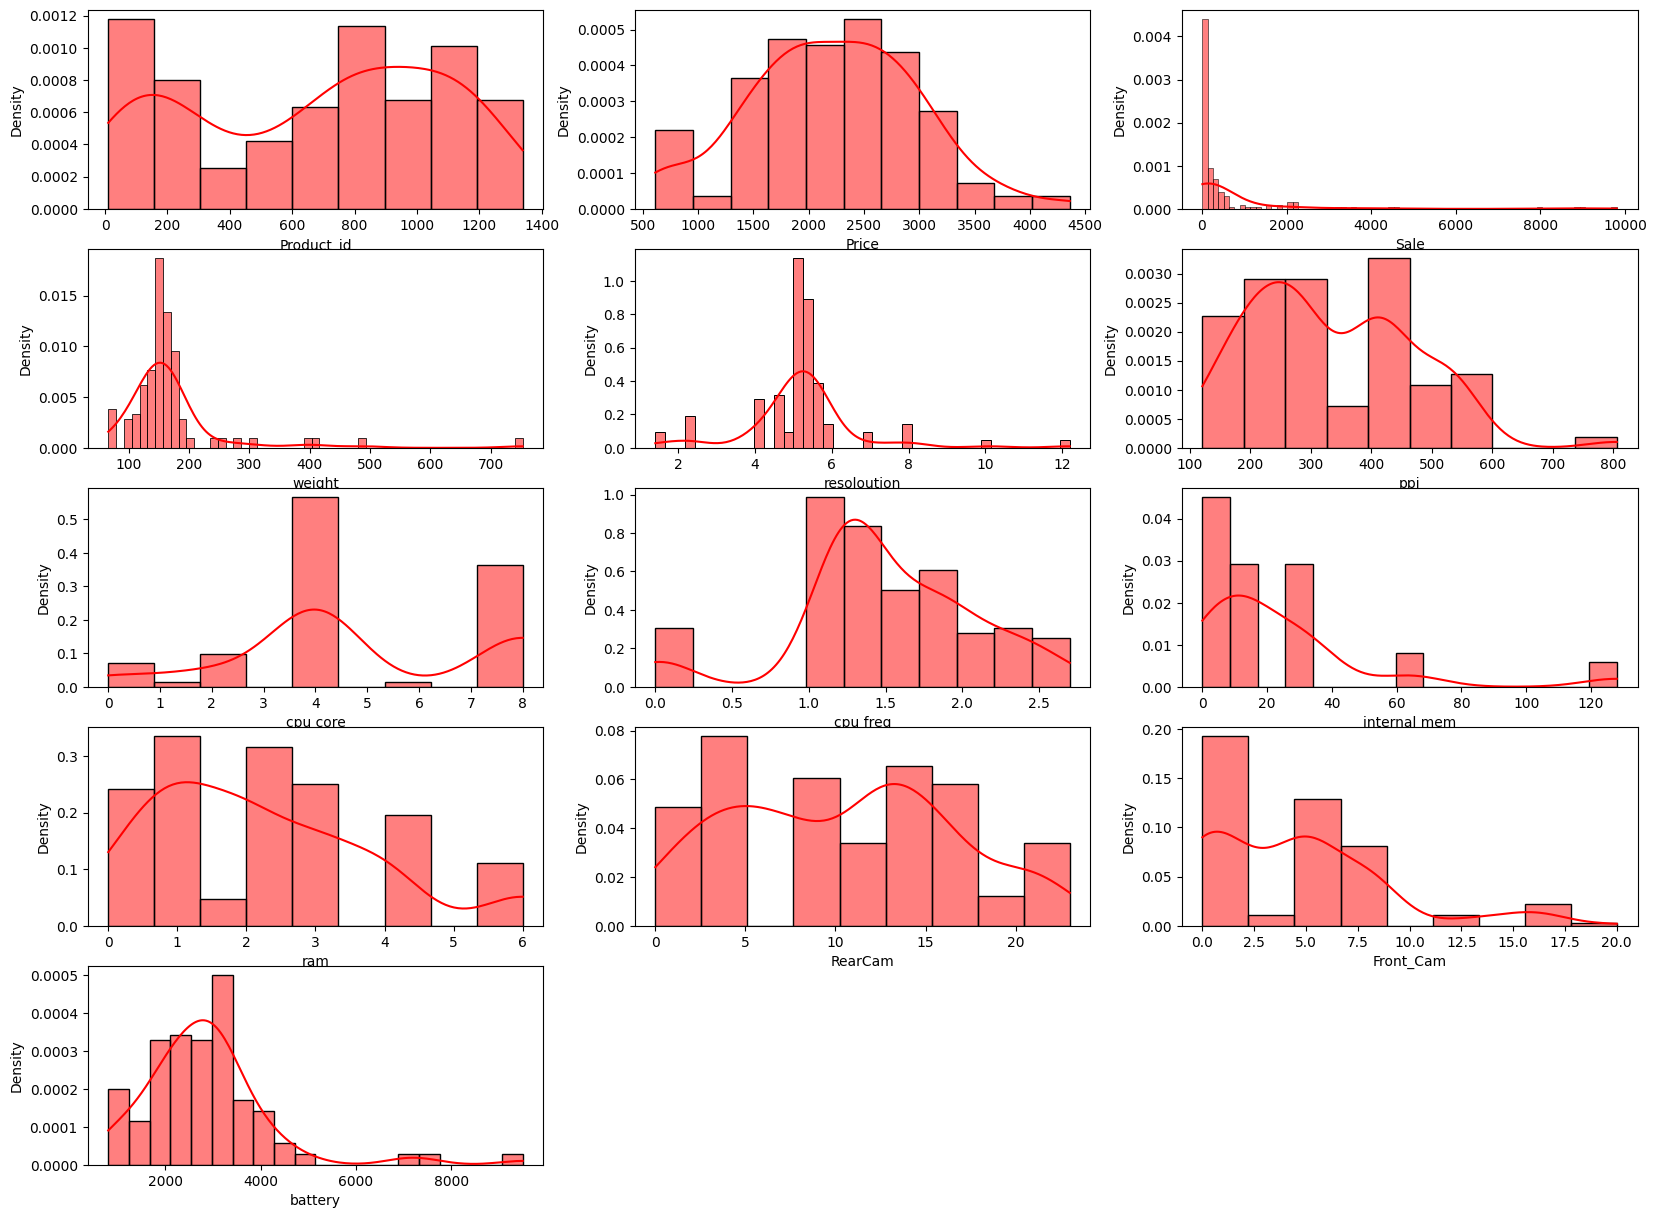 Density
0.0012
0.0010
0.0008
0.0006
0.0004
0.0002
0.0000
0 200 400 600 800 1000 1200 1400
Product_id
Density
0.0005
0.0004
0.0003
0.0002
0.0001
0.0000
500 1000 1500 2000 2500 3000 3500 4000 4500
Price
Density
0.004
0.003
0.002
0.001
0.000
0 2000 4000 6000 8000 10000
Sale
Density
0.015
0.010
0.005
0.000
100 200 300 400 500 600 700
weight
Density
1.0
0.8
0.6
0.4
0.2
0.0
2 4 6 8 10 12
resoloution
Density
0.0030
0.0025
0.0020
0.0015
0.0010
0.0005
0.0000
100 200 300 400 500 600 700 800
ppi
Density
0.5
0.4
0.3
0.2
0.1
0.0
0 1 2 3 4 5 6 7 8
cpu core
Density
1.0
0.8
0.6
0.4
0.2
0.0
0.0 0.5 1.0 1.5 2.0 2.5
cpu freq
Density
0.04
0.03
0.02
0.01
0.00
0 20 40 60 80 100 120
internal mem
Density
0.3
0.2
0.1
0.0
0 1 2 3 4 5 6
ram
Density
0.08
0.06
0.04
0.02
0.00
0 5 10 15 20
RearCam
Density
0.20
0.15
0.10
0.05
0.00
0.0 2.5 5.0 7.5 10.0 12.5 15.0 17.5 20.0
Front_Cam
Density
0.0005
0.0004
0.0003
0.0002
0.0001
0.0000
2000 4000 6000 8000
battery